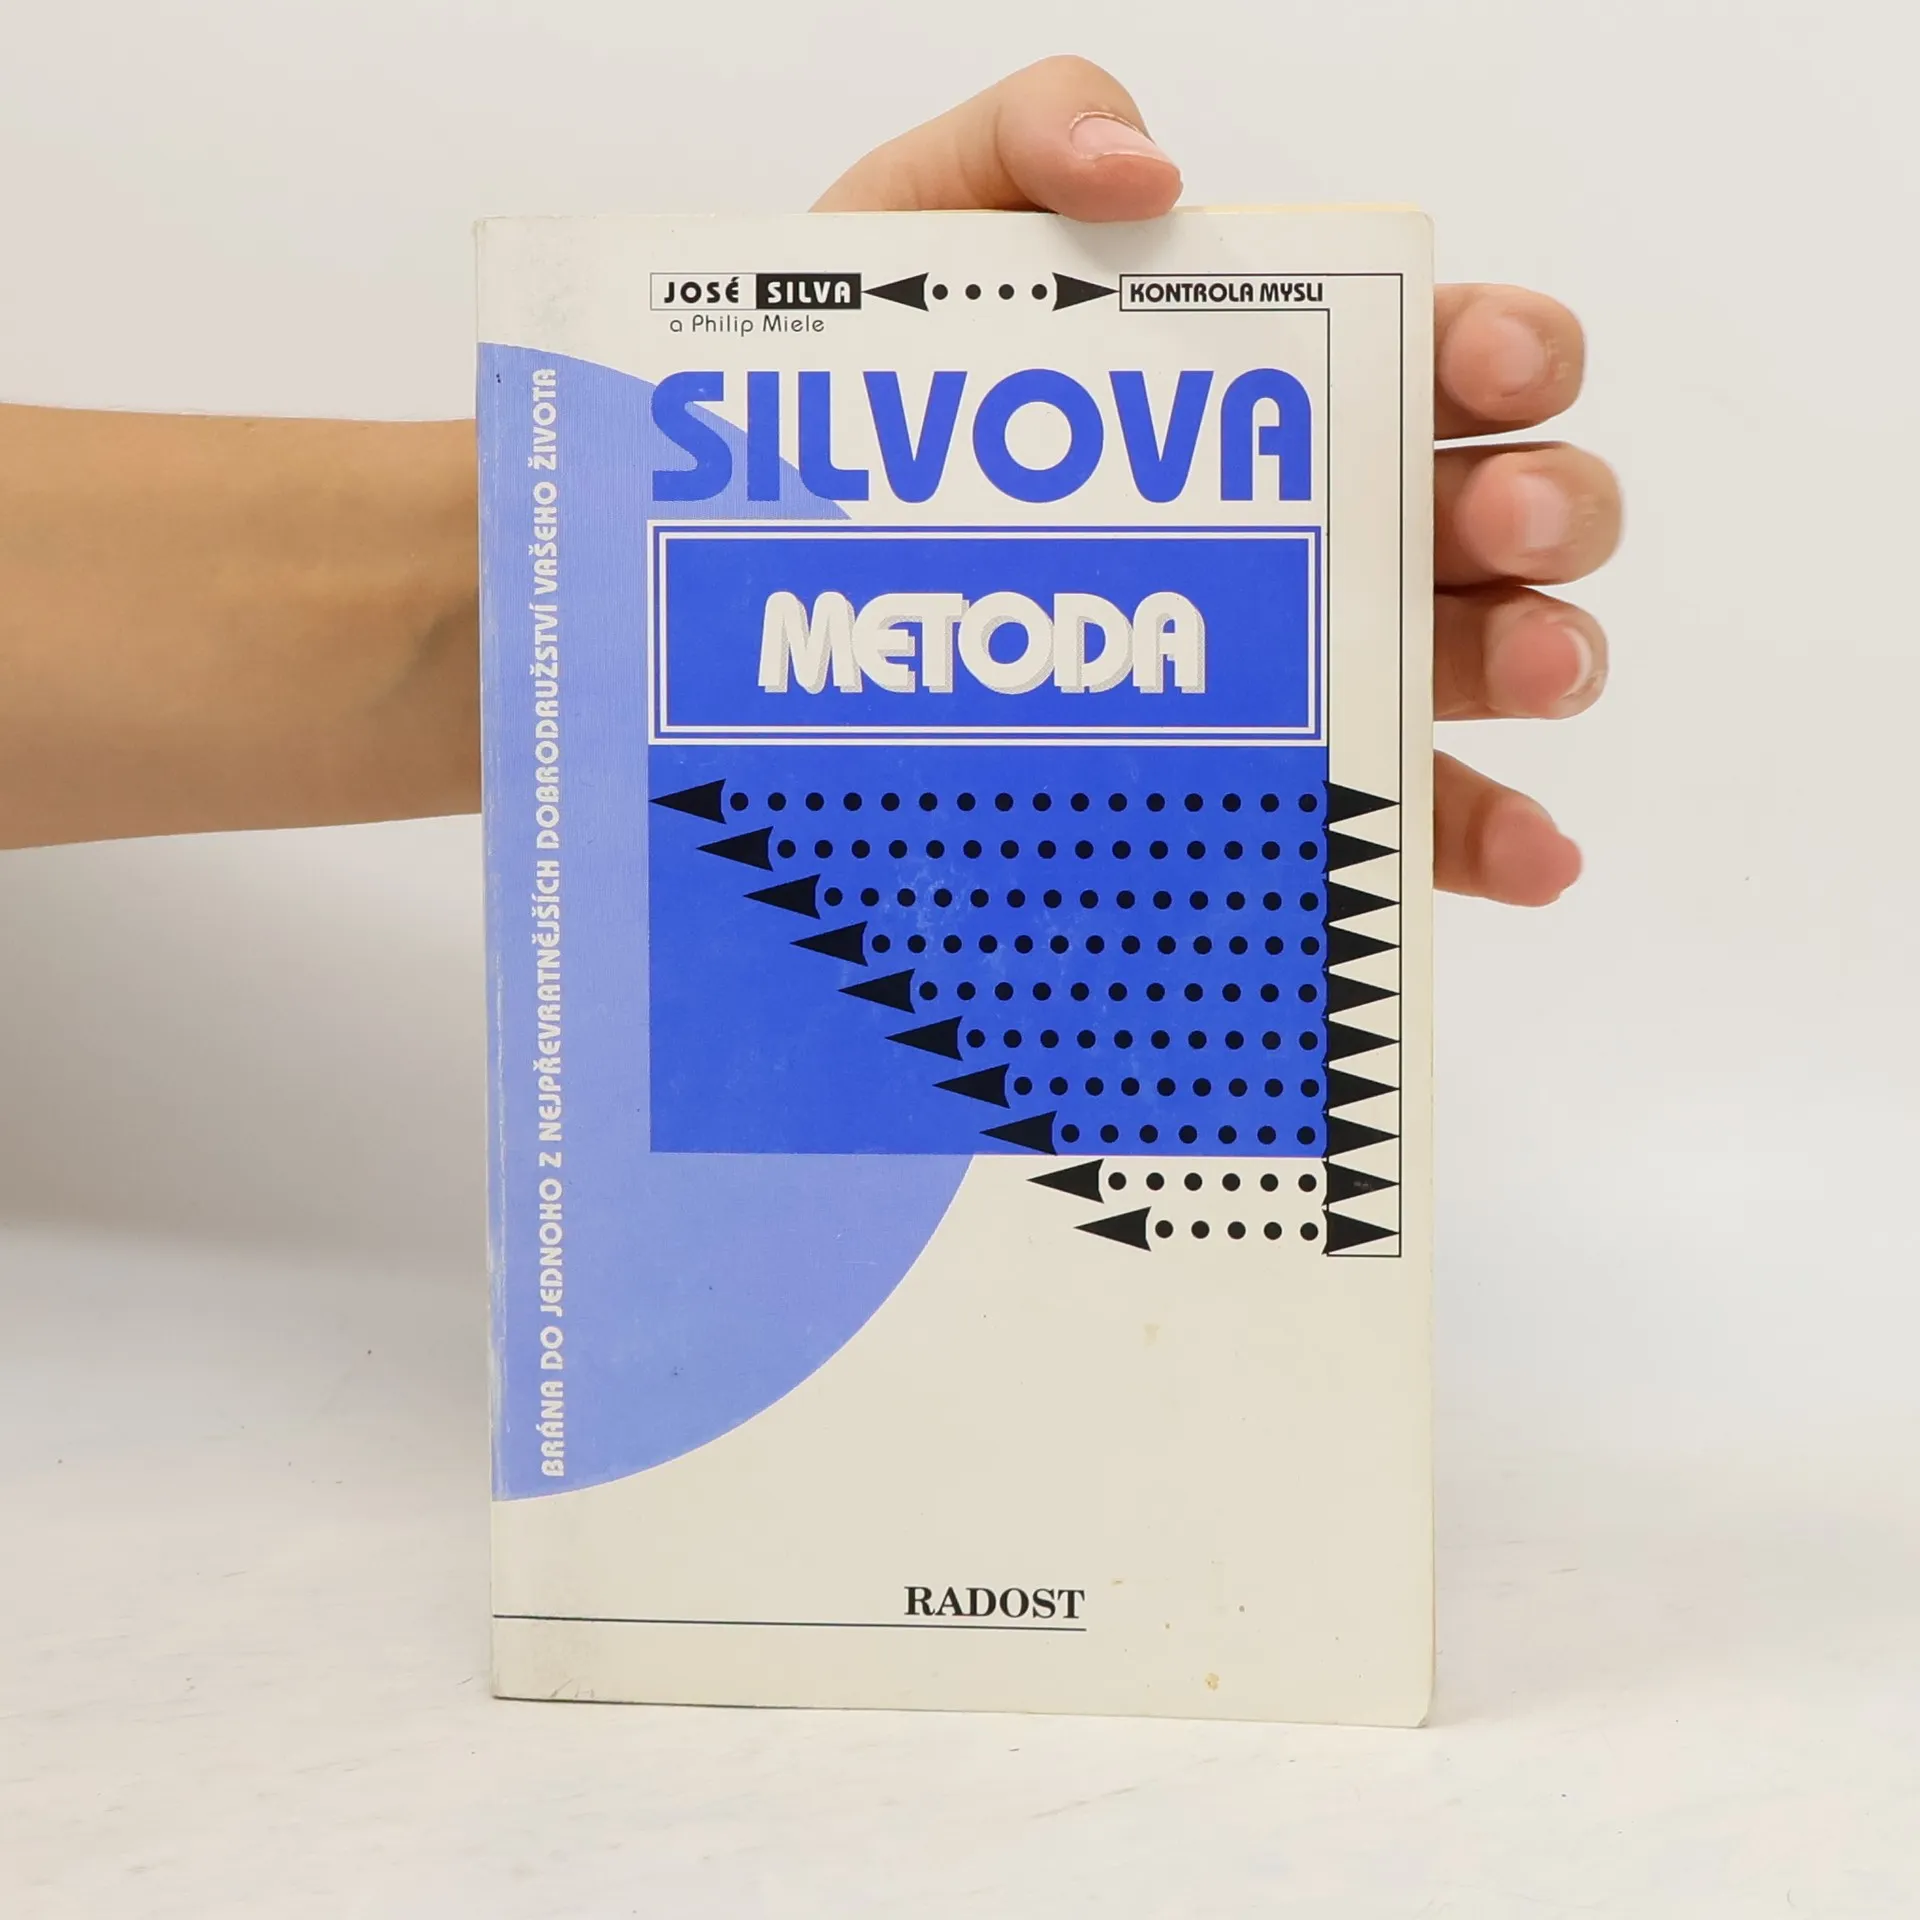 JOSÉ SILVA
a Philip Miele
KONTROLA MYSLI
SILVOVA
METODA
BRÁNA DO JEDNOHO Z NEJPŘEVRATNĚJŠÍCH DOBRODRUŽSTVÍ VAŠEHO ŽIVOTA
RADOST